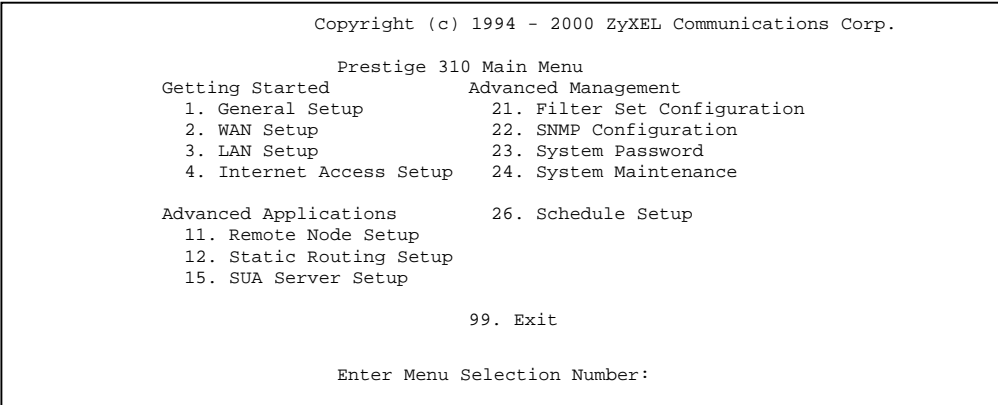 Copyright (c) 1994 - 2000 ZyXEL Communications Corp.
Prestige 310 Main Menu
Getting Started Advanced Management
1. General Setup 21. Filter Set Configuration
2. WAN Setup 22. SNMP Configuration
3. LAN Setup 23. System Password
4. Internet Access Setup 24. System Maintenance
Advanced Applications 26. Schedule Setup
11. Remote Node Setup
12. Static Routing Setup
15. SUA Server Setup
99. Exit
Enter Menu Selection Number: